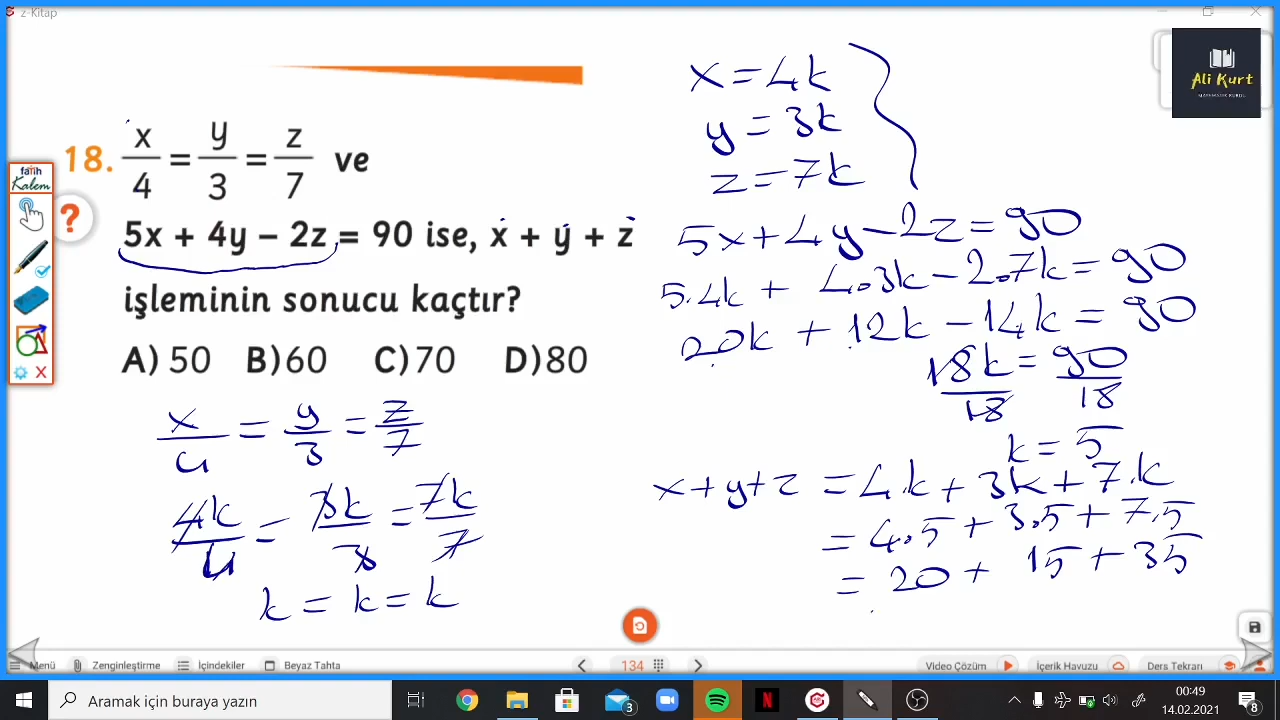 z-Kitap
Ali Kurt
fatih
Kalem
18. x/4 = y/3 = z/7 ve
?
5x + 4y − 2z = 90 ise, x + y + z
işleminin sonucu kaçtır?
A) 50 B) 60 C) 70 D) 80
x/4 = y/3 = z/7
4k/4 = 3k/3 = 7k/7
k = k = k
x = 4k
y = 3k
z = 7k
5x + 4y − 2z = 90
5.4k + 4.3k − 2.7k = 90
20k + 12k − 14k = 90
18k/18 = 90/18
k = 5
x + y + z = 4.k + 3k + 7.k
= 4.5 + 3.5 + 7.5
= 20 + 15 + 35
Menü Zenginleştirme İçindekiler Beyaz Tahta 134 Video Çözüm İçerik Havuzu Ders Tekrarı
Aramak için buraya yazın
3
00:49
14.02.2021
8